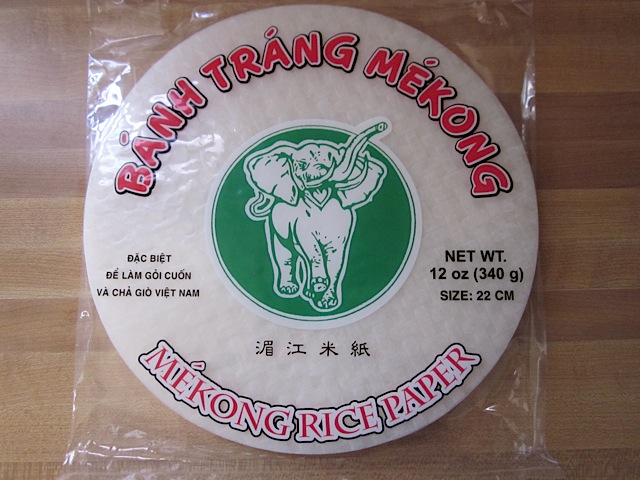 BÁNH TRÁNG MÉKONG
ĐẶC BIỆT
ĐỂ LÀM GỎI CUỐN
VÀ CHẢ GIÒ VIỆT NAM
NET WT.
12 oz (340 g)
SIZE: 22 CM
湄江米紙
MÉKONG RICE PAPER